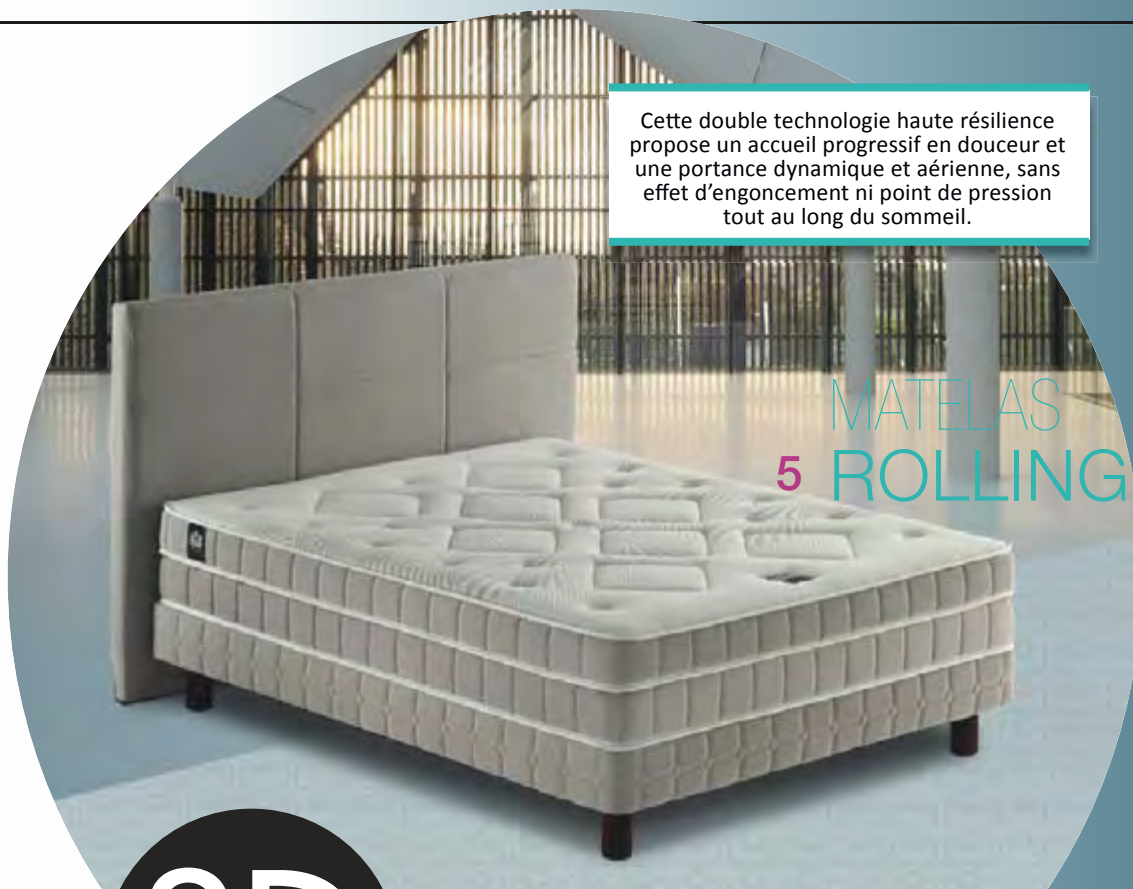 Cette double technologie haute résilience
propose un accueil progressif en douceur et
une portance dynamique et aérienne, sans
effet d’engoncement ni point de pression
tout au long du sommeil.
MATELAS
5 ROLLING